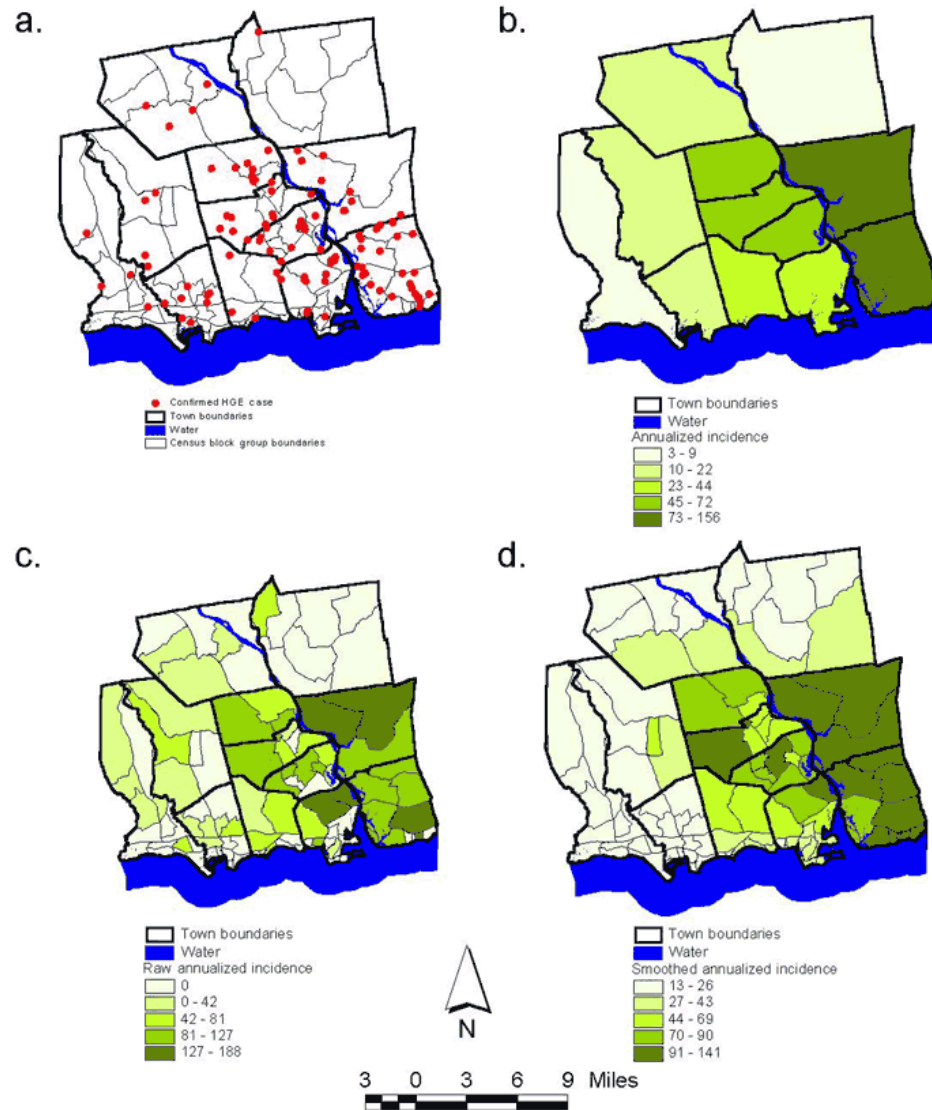 a.
b.
Confirmed HGE case
Town boundaries
Water
Census block group boundaries
Town boundaries
Water
Annualized incidence
3 - 9
10 - 22
23 - 44
45 - 72
73 - 156
c.
d.
Town boundaries
Water
Raw annualized incidence
0
0 - 42
42 - 81
81 - 127
127 - 188
N
Town boundaries
Water
Smoothed annualized incidence
13 - 26
27 - 43
44 - 69
70 - 90
91 - 141
3 0 3 6 9 Miles